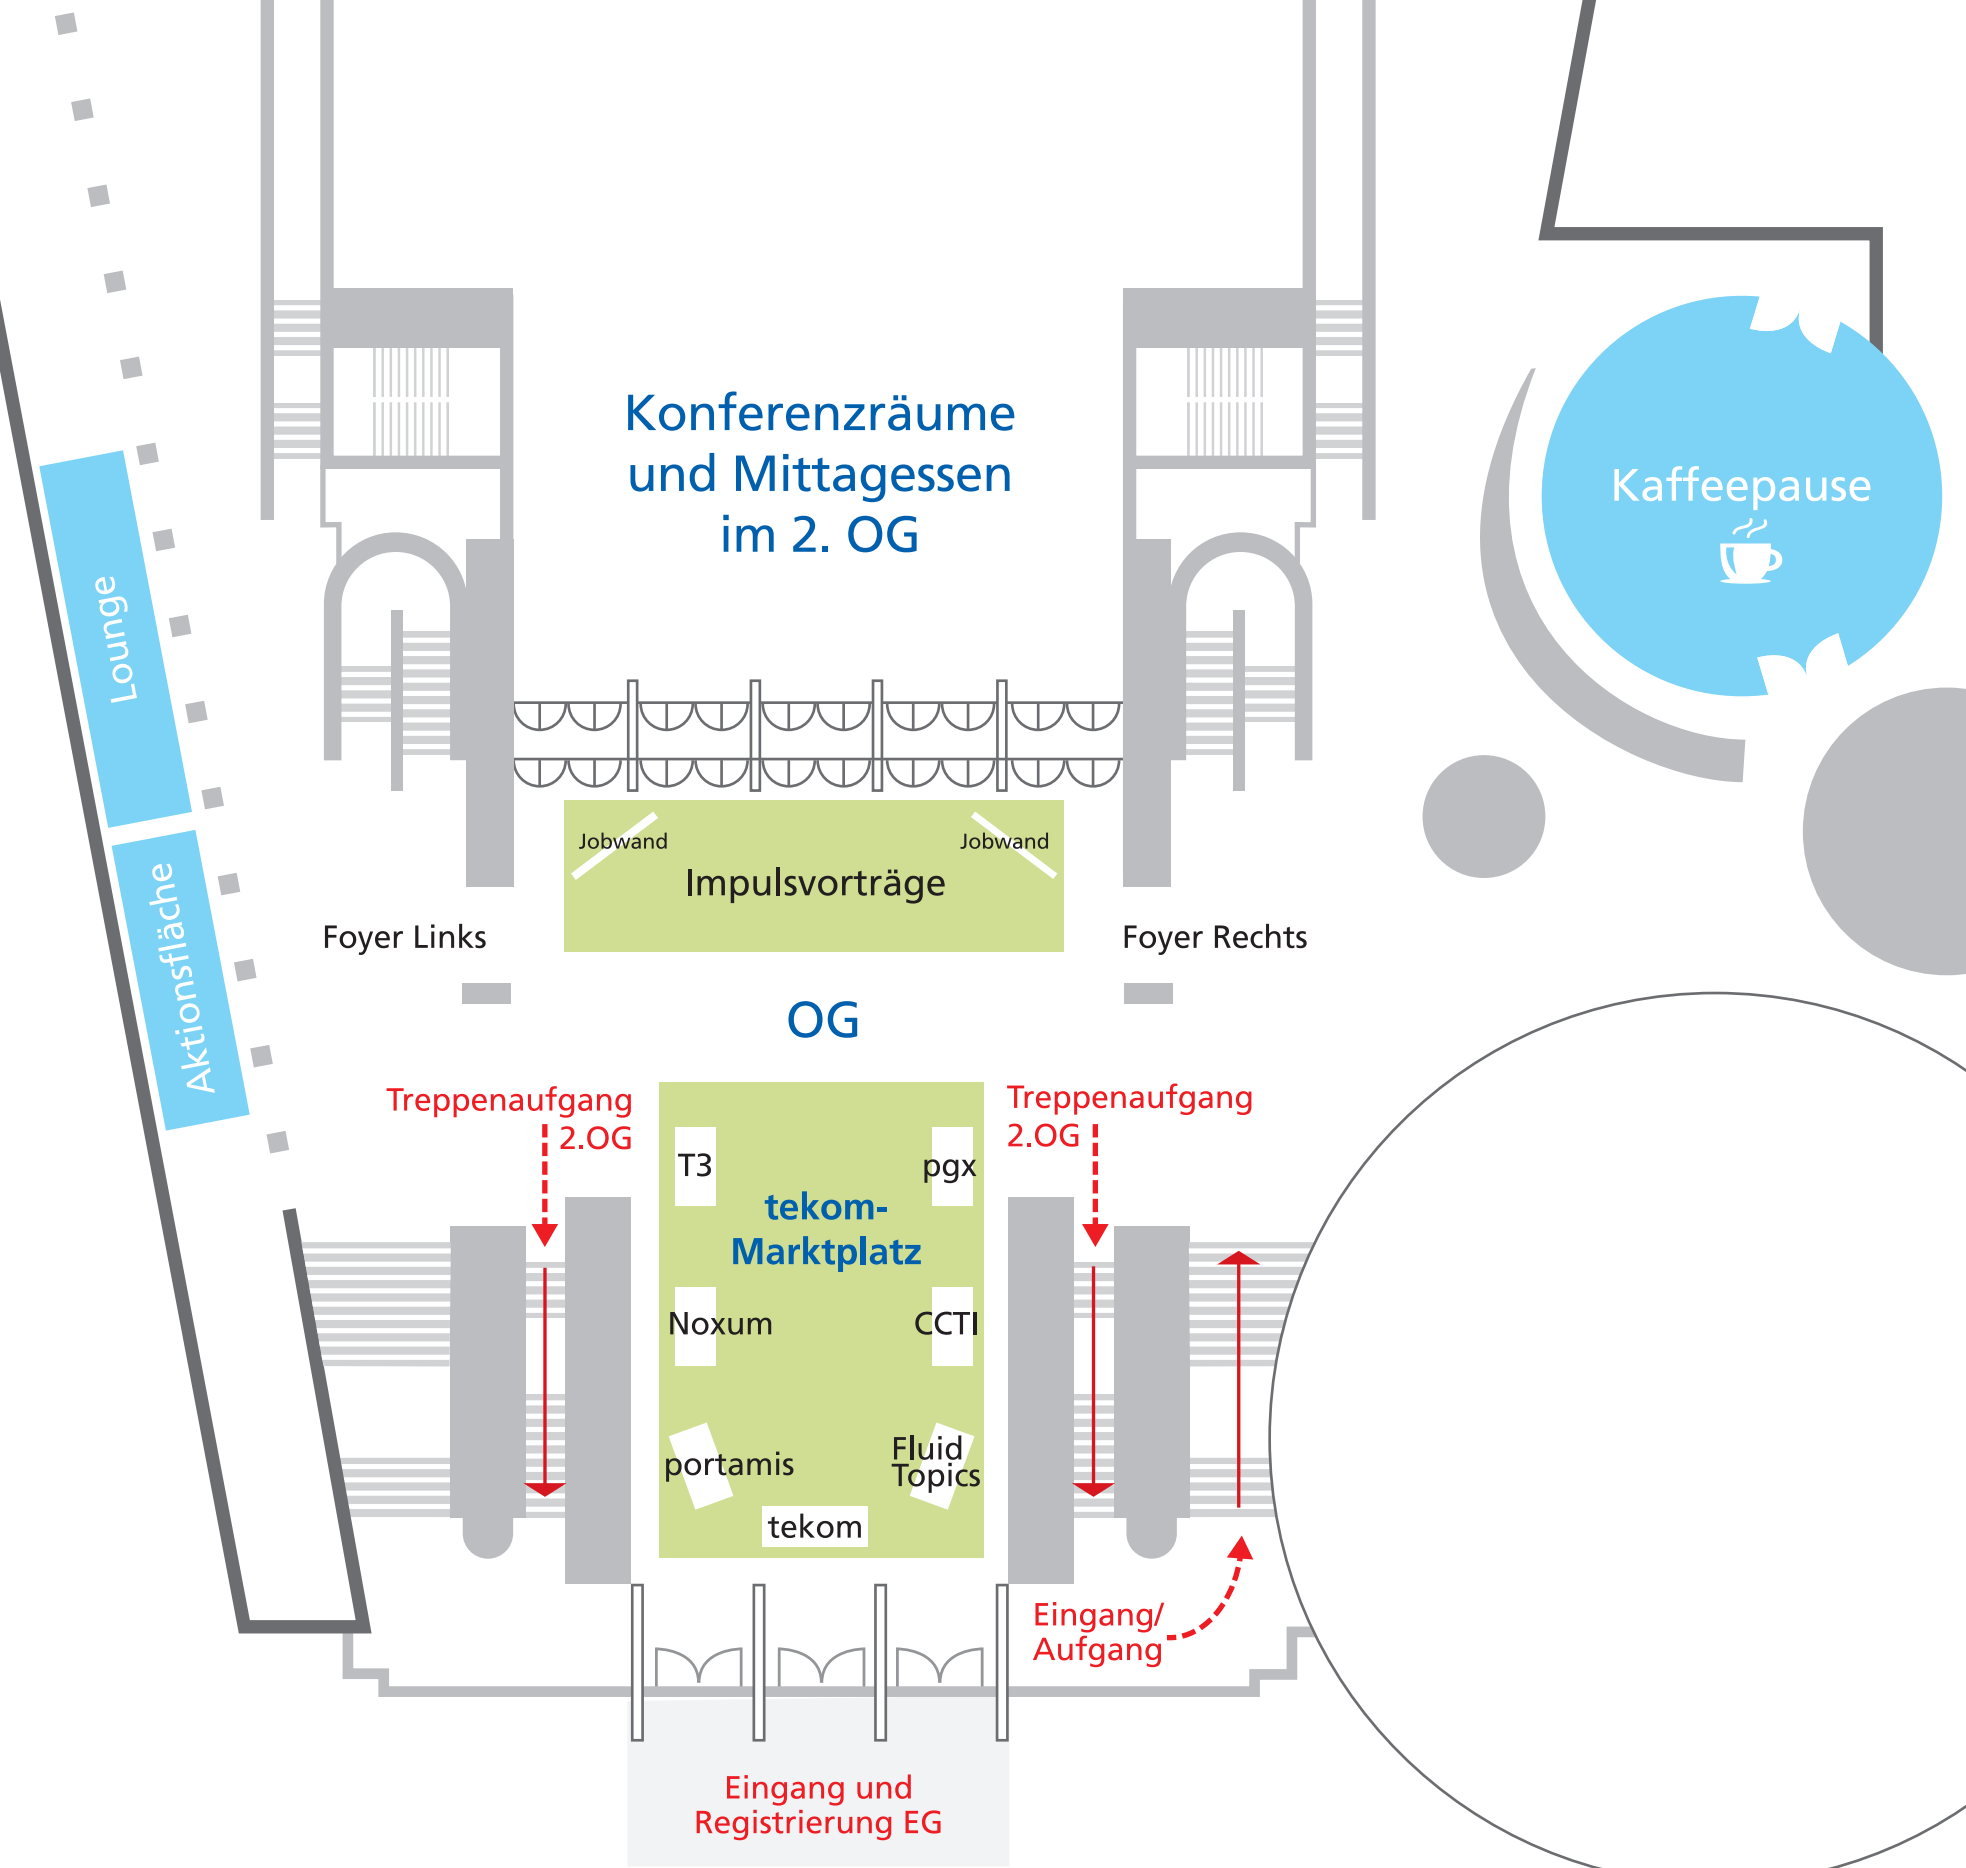 Konferenzräume
und Mittagessen
im 2. OG
Kaffeepause
Lounge
Aktionsfläche
Jobwand
Jobwand
Impulsvorträge
Foyer Links
Foyer Rechts
OG
Treppenaufgang
2.OG
Treppenaufgang
2.OG
T3
pgx
tekom-
Marktplatz
Noxum
CCTI
portamis
Fluid
Topics
tekom
Eingang/
Aufgang
Eingang und
Registrierung EG